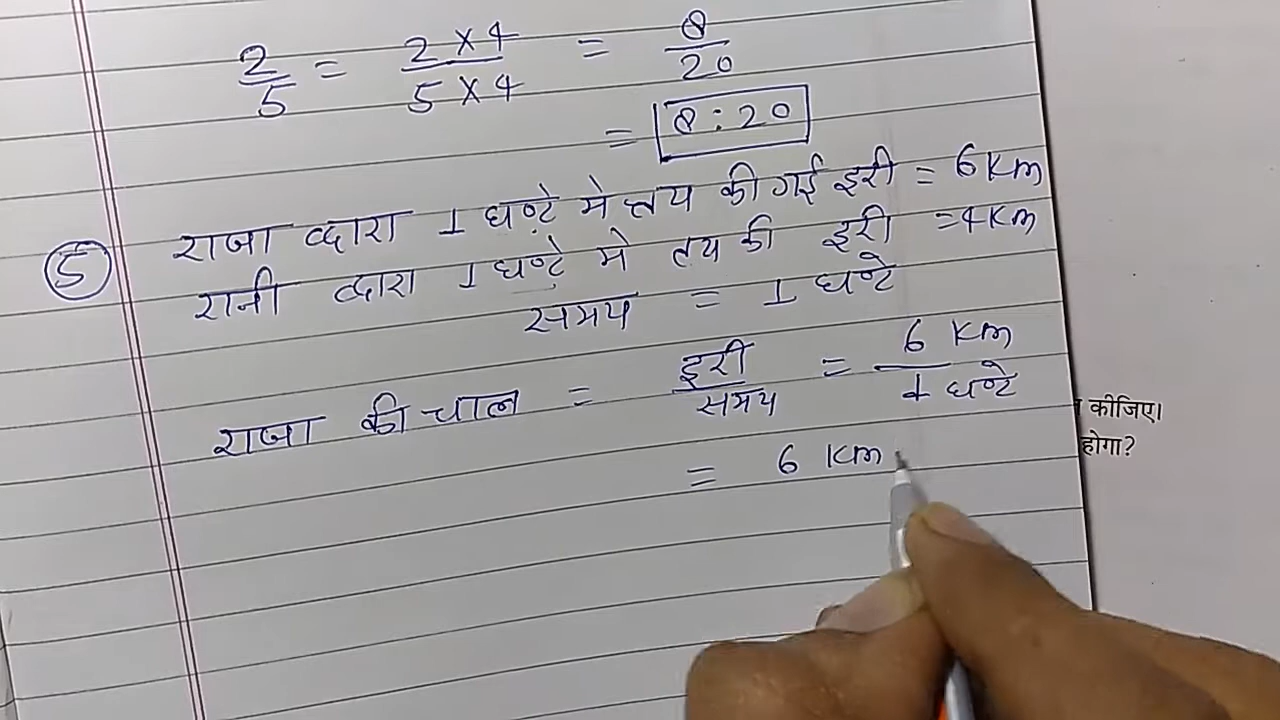 2/5 = 2×4/5×4 = 8/20
= 8:20
5 राजा द्वारा 1 घण्टे मे तय की गई दूरी = 6 Km
रानी द्वारा 1 घण्टे मे तय की दूरी = 4 Km
समय = 1 घण्टे
राजा की चाल = दूरी/समय = 6 Km/1 घण्टे
= 6 Km
कीजिए।
होगा?